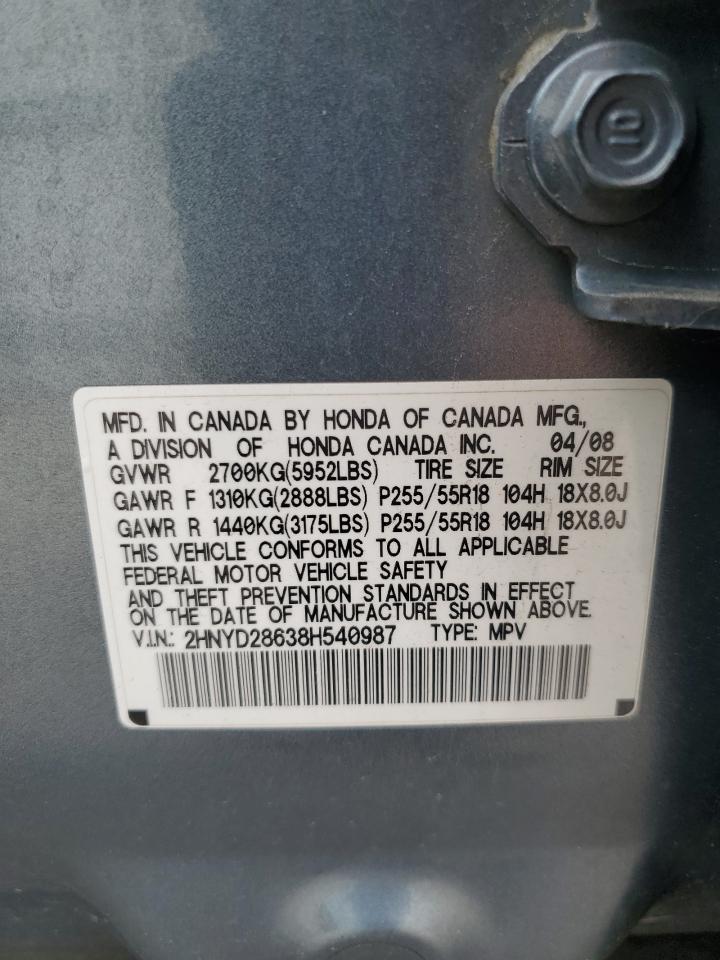 10
MFD. IN CANADA BY HONDA OF CANADA MFG.,
A DIVISION OF HONDA CANADA INC. 04/08
GVWR 2700KG(5952LBS) TIRE SIZE RIM SIZE
GAWR F 1310KG(2888LBS) P255/55R18 104H 18X8.0J
GAWR R 1440KG(3175LBS) P255/55R18 104H 18X8.0J
THIS VEHICLE CONFORMS TO ALL APPLICABLE
FEDERAL MOTOR VEHICLE SAFETY
AND THEFT PREVENTION STANDARDS IN EFFECT
ON THE DATE OF MANUFACTURE SHOWN ABOVE.
V.I.N.: 2HNYD28638H540987 TYPE: MPV